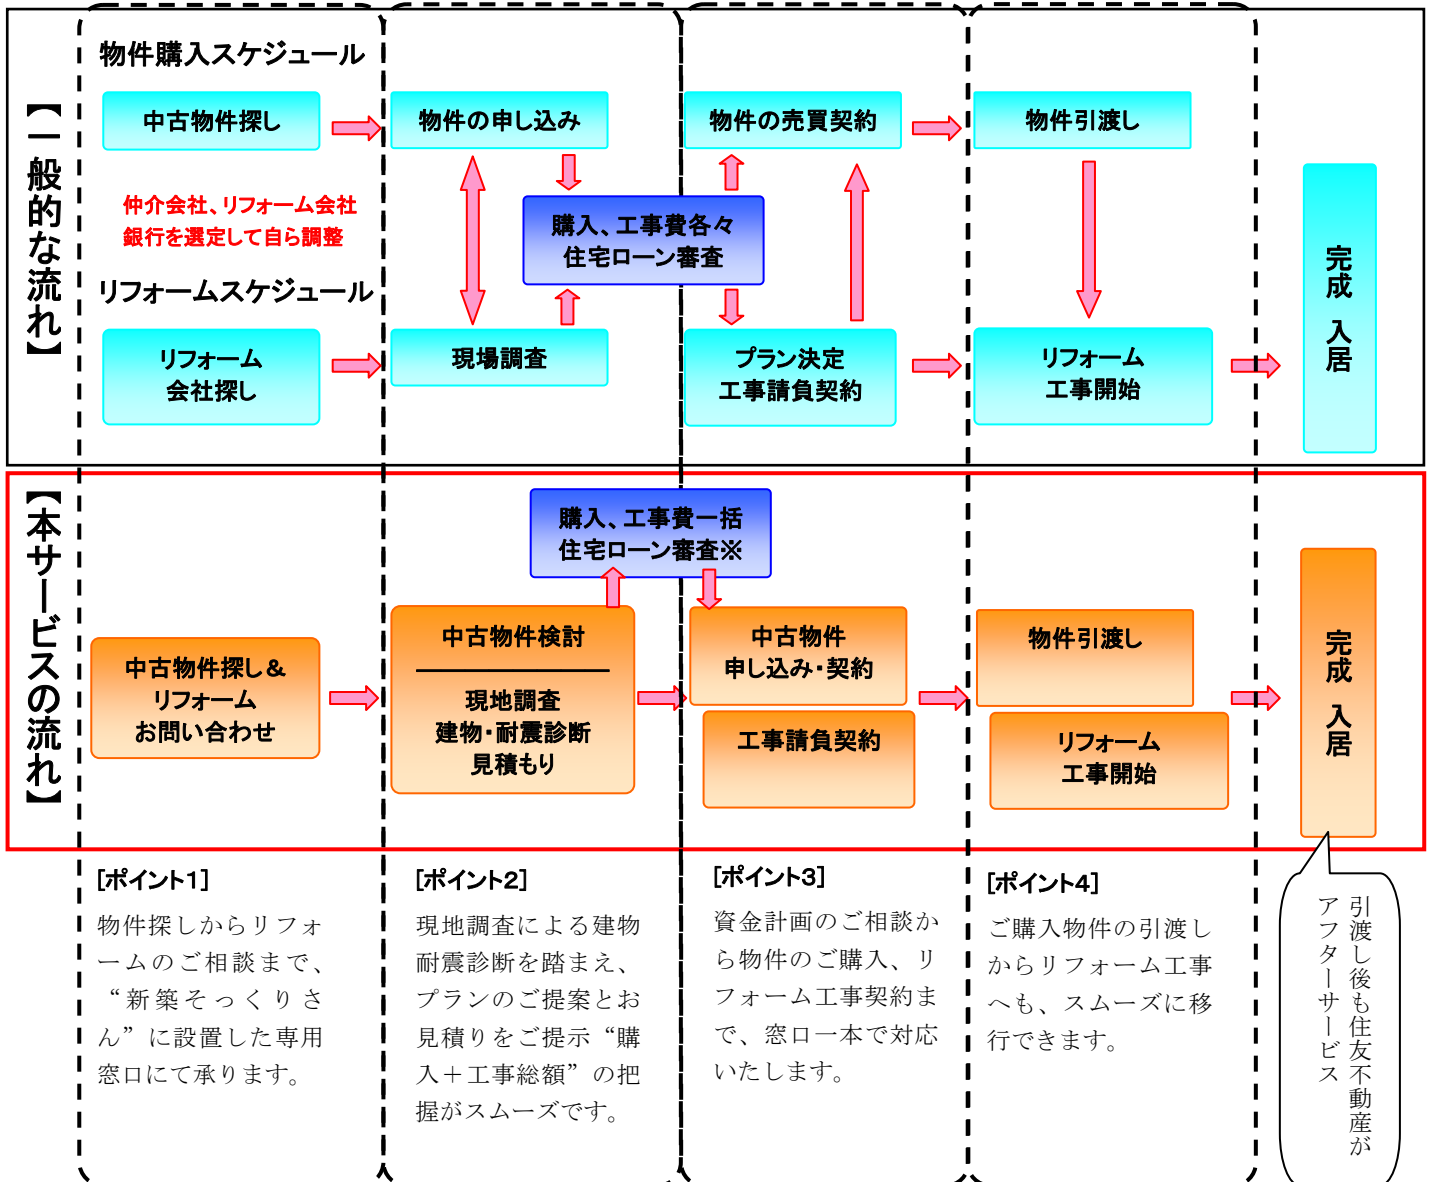 【一般的な流れ】
物件購入スケジュール
中古物件探し
物件の申し込み
物件の売買契約
物件引渡し
仲介会社、リフォーム会社
銀行を選定して自ら調整
購入、工事費各々
住宅ローン審査
リフォームスケジュール
リフォーム
会社探し
現場調査
プラン決定
工事請負契約
リフォーム
工事開始
完成 入居
【本サービスの流れ】
購入、工事費一括
住宅ローン審査※
中古物件探し&
リフォーム
お問い合わせ
中古物件検討
現地調査
建物・耐震診断
見積もり
中古物件
申し込み・契約
工事請負契約
物件引渡し
リフォーム
工事開始
完成 入居
[ポイント1]
物件探しからリフォ
ームのご相談まで、
“新築そっくりさ
ん”に設置した専用
窓口にて承ります。
[ポイント2]
現地調査による建物
耐震診断を踏まえ、
プランのご提案とお
見積りをご提示“購
入＋工事総額”の把
握がスムーズです。
[ポイント3]
資金計画のご相談か
ら物件のご購入、リ
フォーム工事契約ま
で、窓口一本で対応
いたします。
[ポイント4]
ご購入物件の引渡し
からリフォーム工事
へも、スムーズに移
行できます。
引渡し後も住友不動産が
アフターサービス